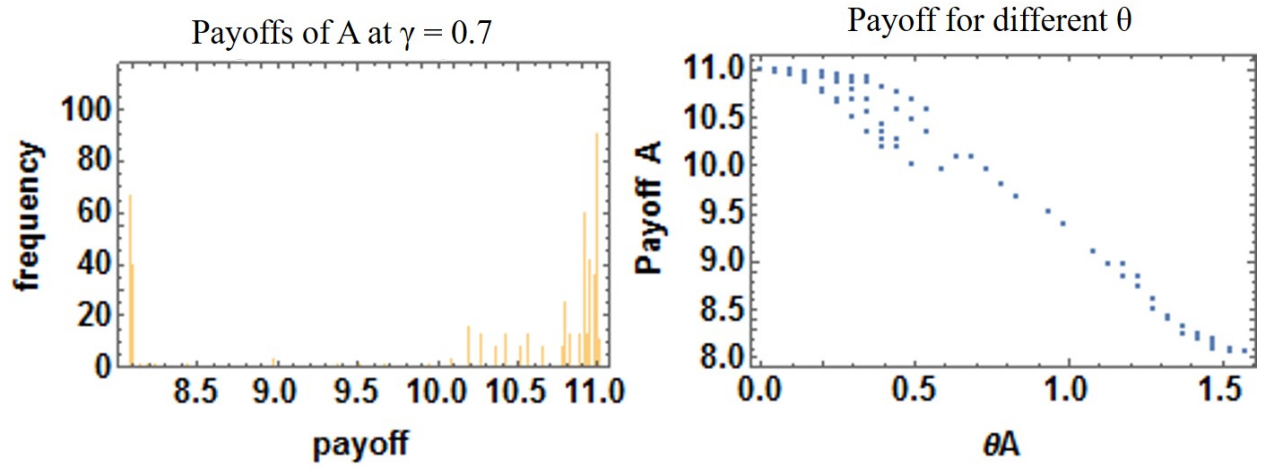 Payoffs of A at γ = 0.7
frequency
100
80
60
40
20
0
8.5 9.0 9.5 10.0 10.5 11.0
payoff
Payoff for different θ
Payoff A
11.0
10.5
10.0
9.5
9.0
8.5
8.0
0.0 0.5 1.0 1.5
θA